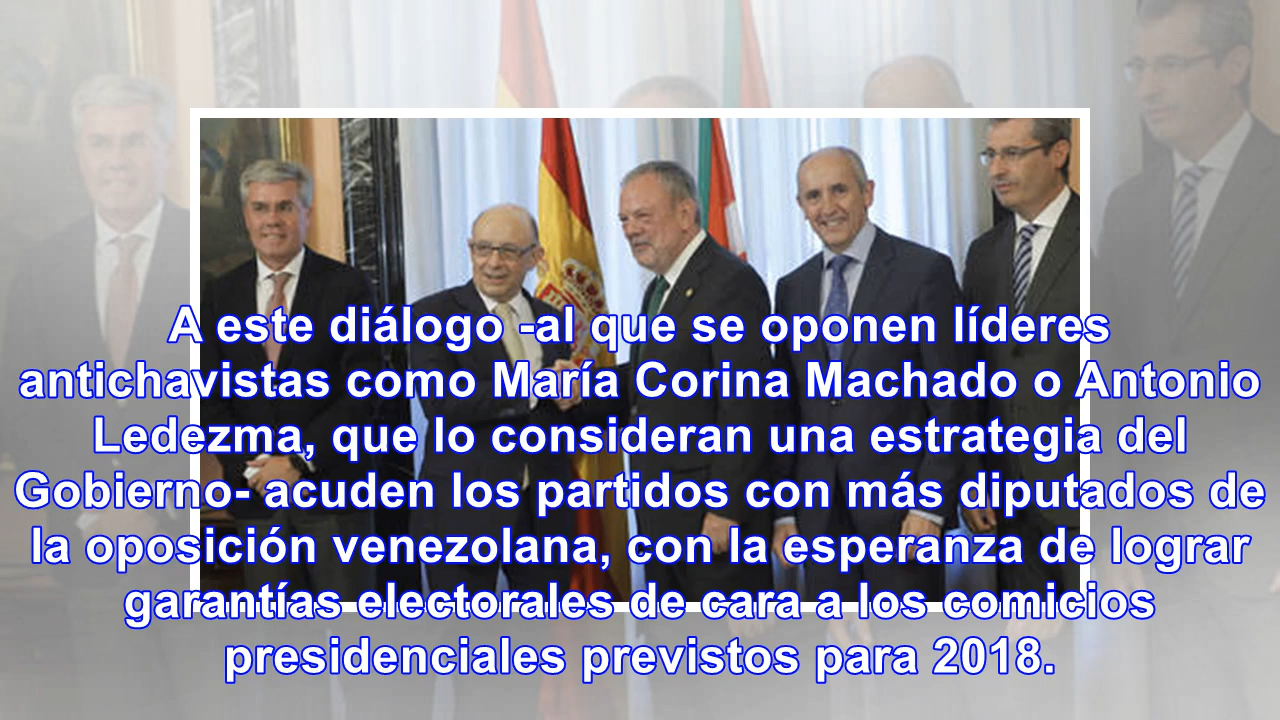 A este diálogo -al que se oponen líderes
antichavistas como María Corina Machado o Antonio
Ledezma, que lo consideran una estrategia del
Gobierno- acuden los partidos con más diputados de
la oposición venezolana, con la esperanza de lograr
garantías electorales de cara a los comicios
presidenciales previstos para 2018.